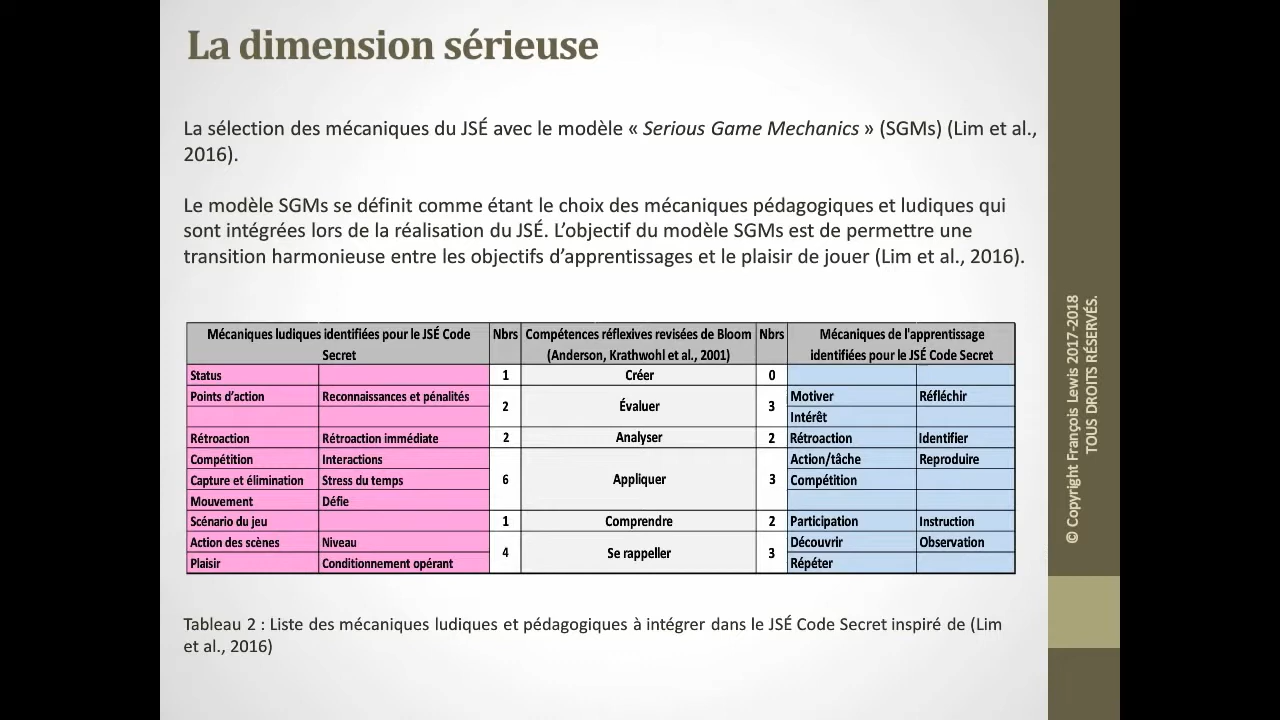 La dimension sérieuse
La sélection des mécaniques du JSÉ avec le modèle « Serious Game Mechanics » (SGMs) (Lim et al.,
2016).
Le modèle SGMs se définit comme étant le choix des mécaniques pédagogiques et ludiques qui
sont intégrées lors de la réalisation du JSÉ. L’objectif du modèle SGMs est de permettre une
transition harmonieuse entre les objectifs d’apprentissages et le plaisir de jouer (Lim et al., 2016).
Mécaniques ludiques identifiées pour le JSÉ Code Secret | Nbrs | Compétences réflexives revisées de Bloom (Anderson, Krathwohl et al., 2001) | Nbrs | Mécaniques de l'apprentissage identifiées pour le JSÉ Code Secret
Status | 1 | Créer | 0
Points d’action | Reconnaissances et pénalités | 2 | Évaluer | 3 | Motiver | Réfléchir
Intérêt
Rétroaction | Rétroaction immédiate | 2 | Analyser | 2 | Rétroaction | Identifier
Compétition | Interactions | 6 | Appliquer | 3 | Action/tâche | Reproduire
Capture et élimination | Stress du temps | Compétition
Mouvement | Défie
Scénario du jeu | 1 | Comprendre | 2 | Participation | Instruction
Action des scènes | Niveau | 4 | Se rappeller | 3 | Découvrir | Observation
Plaisir | Conditionnement opérant | Répéter
Tableau 2 : Liste des mécaniques ludiques et pédagogiques à intégrer dans le JSÉ Code Secret inspiré de (Lim
et al., 2016)
© Copyright François Lewis 2017-2018
TOUS DROITS RÉSERVÉS.